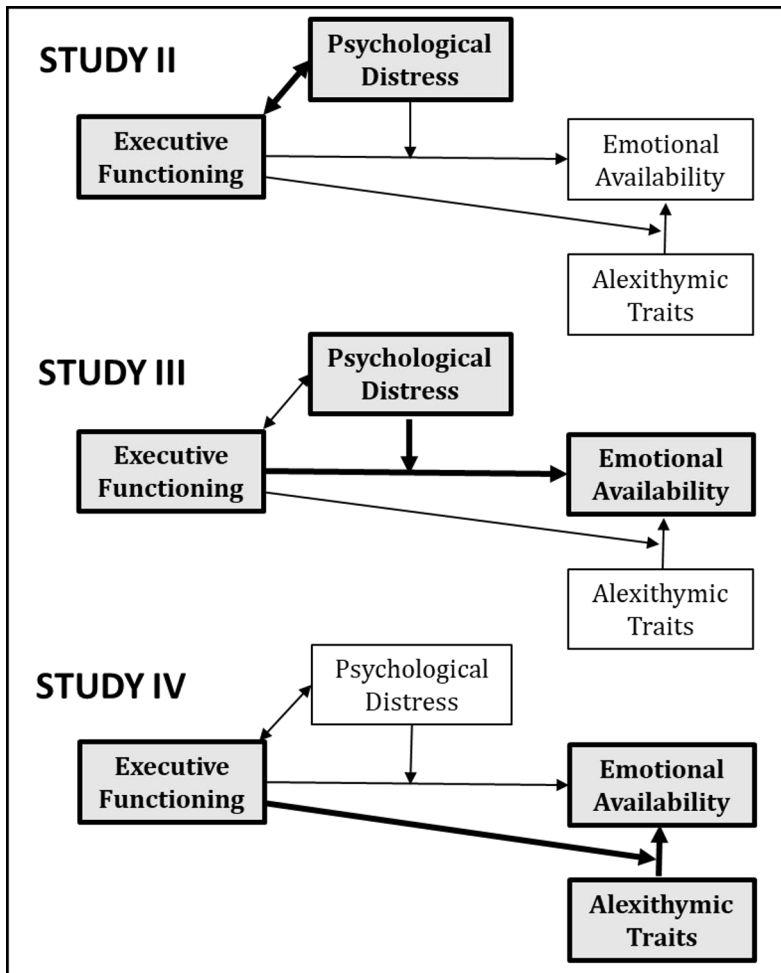 STUDY II
Psychological
Distress
Executive
Functioning
Emotional
Availability
Alexithymic
Traits
STUDY III
Psychological
Distress
Executive
Functioning
Emotional
Availability
Alexithymic
Traits
STUDY IV
Psychological
Distress
Executive
Functioning
Emotional
Availability
Alexithymic
Traits